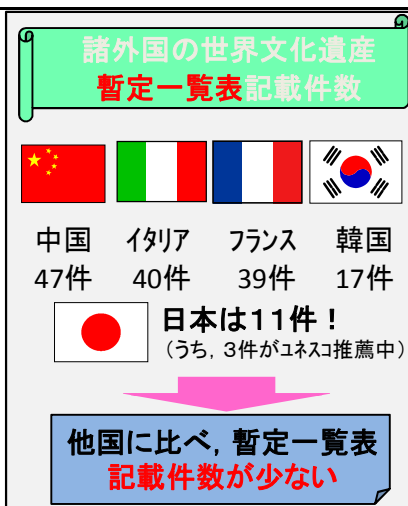 諸外国の世界文化遺産
暫定一覧表記載件数
中国 イタリア フランス 韓国
47件 40件 39件 17件
日本は11件！
（うち，3件がユネスコ推薦中）
他国に比べ，暫定一覧表
記載件数が少ない